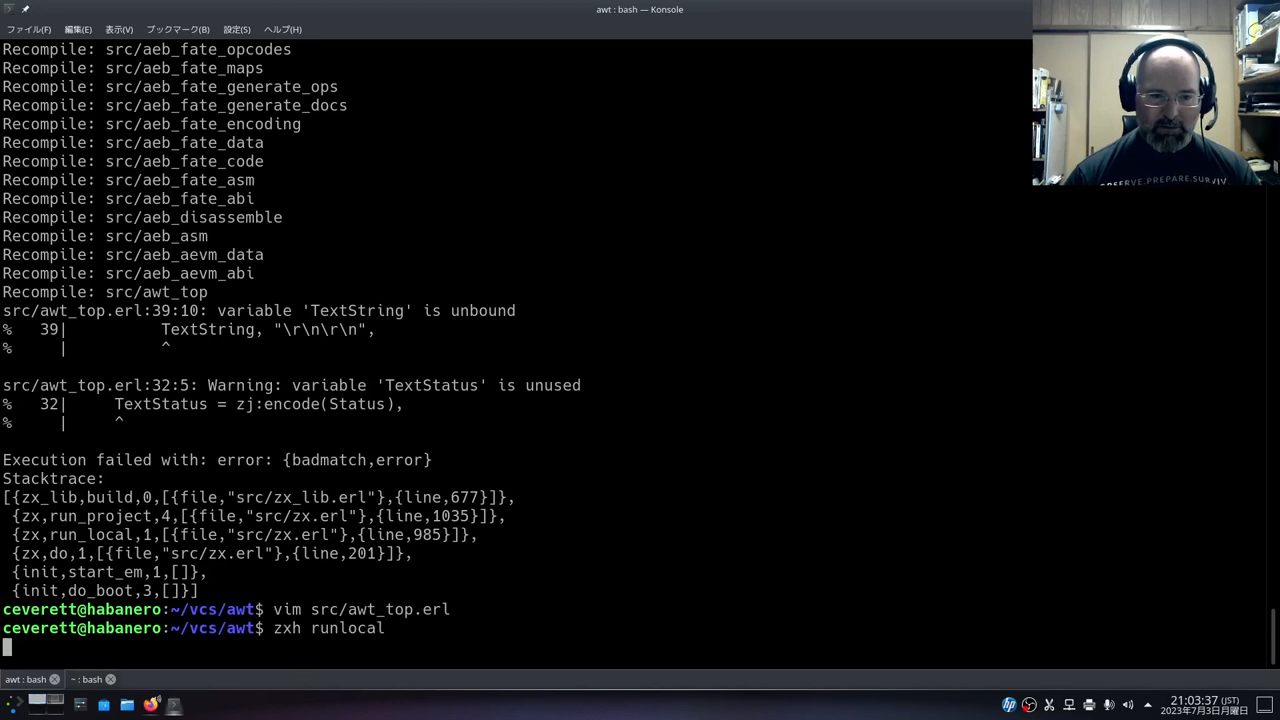 awt : bash — Konsole
ファイル(F) 編集(E) 表示(V) ブックマーク(B) 設定(S) ヘルプ(H)
Recompile: src/aeb_fate_opcodes
Recompile: src/aeb_fate_maps
Recompile: src/aeb_fate_generate_ops
Recompile: src/aeb_fate_generate_docs
Recompile: src/aeb_fate_encoding
Recompile: src/aeb_fate_data
Recompile: src/aeb_fate_code
Recompile: src/aeb_fate_asm
Recompile: src/aeb_fate_abi
Recompile: src/aeb_disassemble
Recompile: src/aeb_asm
Recompile: src/aeb_aevm_data
Recompile: src/aeb_aevm_abi
Recompile: src/awt_top
src/awt_top.erl:39:10: variable 'TextString' is unbound
%   39|          TextString, "\r\n\r\n",
%     |          ^
src/awt_top.erl:32:5: Warning: variable 'TextStatus' is unused
%   32|     TextStatus = zj:encode(Status),
%     |     ^
Execution failed with: error: {badmatch,error}
Stacktrace:
[{zx_lib,build,0,[{file,"src/zx_lib.erl"},{line,677}]},
 {zx,run_project,4,[{file,"src/zx.erl"},{line,1035}]},
 {zx,run_local,1,[{file,"src/zx.erl"},{line,985}]},
 {zx,do,1,[{file,"src/zx.erl"},{line,201}]},
 {init,start_em,1,[]},
 {init,do_boot,3,[]}]
ceverett@habanero:~/vcs/awt$ vim src/awt_top.erl
ceverett@habanero:~/vcs/awt$ zxh runlocal
OBSERVE.PREPARE.SURVIV
awt : bash ~ : bash
21:03:37 (JST)
2023年7月3日月曜日